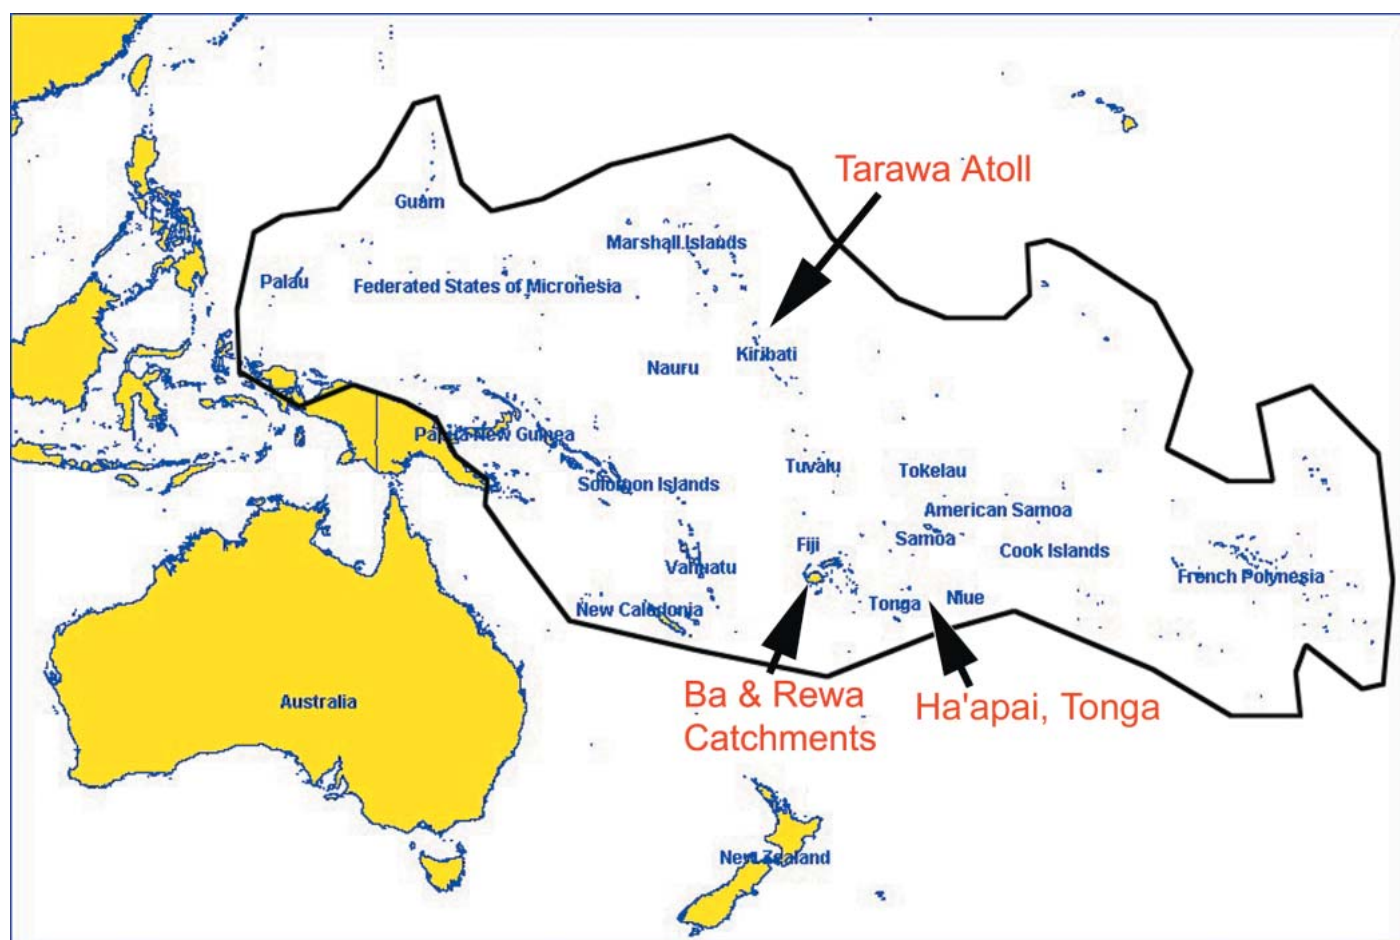 Tarawa Atoll
Guam
Marshall Islands
Palau
Federated States of Micronesia
Kiribati
Nauru
Papua New Guinea
Tuvalu
Tokelau
Solomon Islands
American Samoa
Samoa
Fiji
Cook Islands
Vanuatu
French Polynesia
New Caledonia
Tonga
Niue
Ba & Rewa
Catchments
Ha'apai, Tonga
Australia
New Zealand